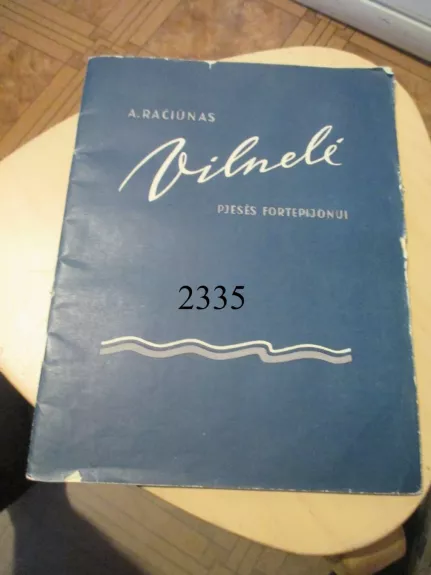 A. RAČIŪNAS
Vilnelė
PJESĖS FORTEPIJONUI
2335